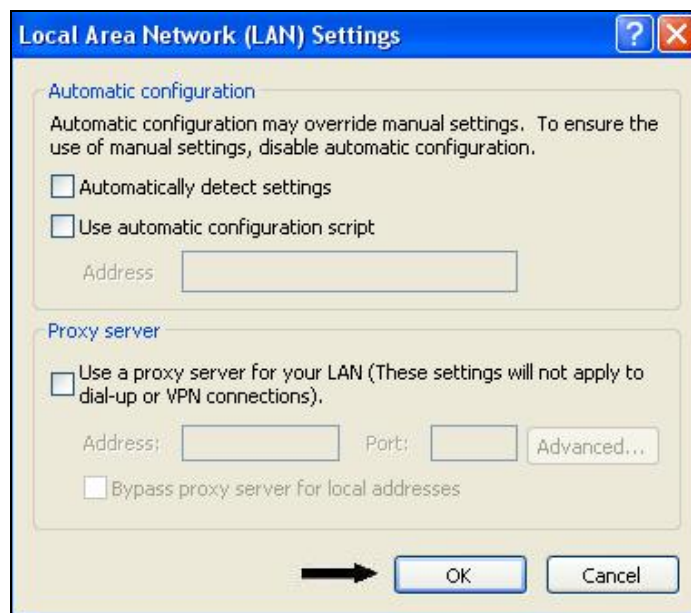 Local Area Network (LAN) Settings
?
Automatic configuration
Automatic configuration may override manual settings. To ensure the
use of manual settings, disable automatic configuration.
Automatically detect settings
Use automatic configuration script
Address
Proxy server
Use a proxy server for your LAN (These settings will not apply to
dial-up or VPN connections).
Address: Port: Advanced...
Bypass proxy server for local addresses
OK Cancel